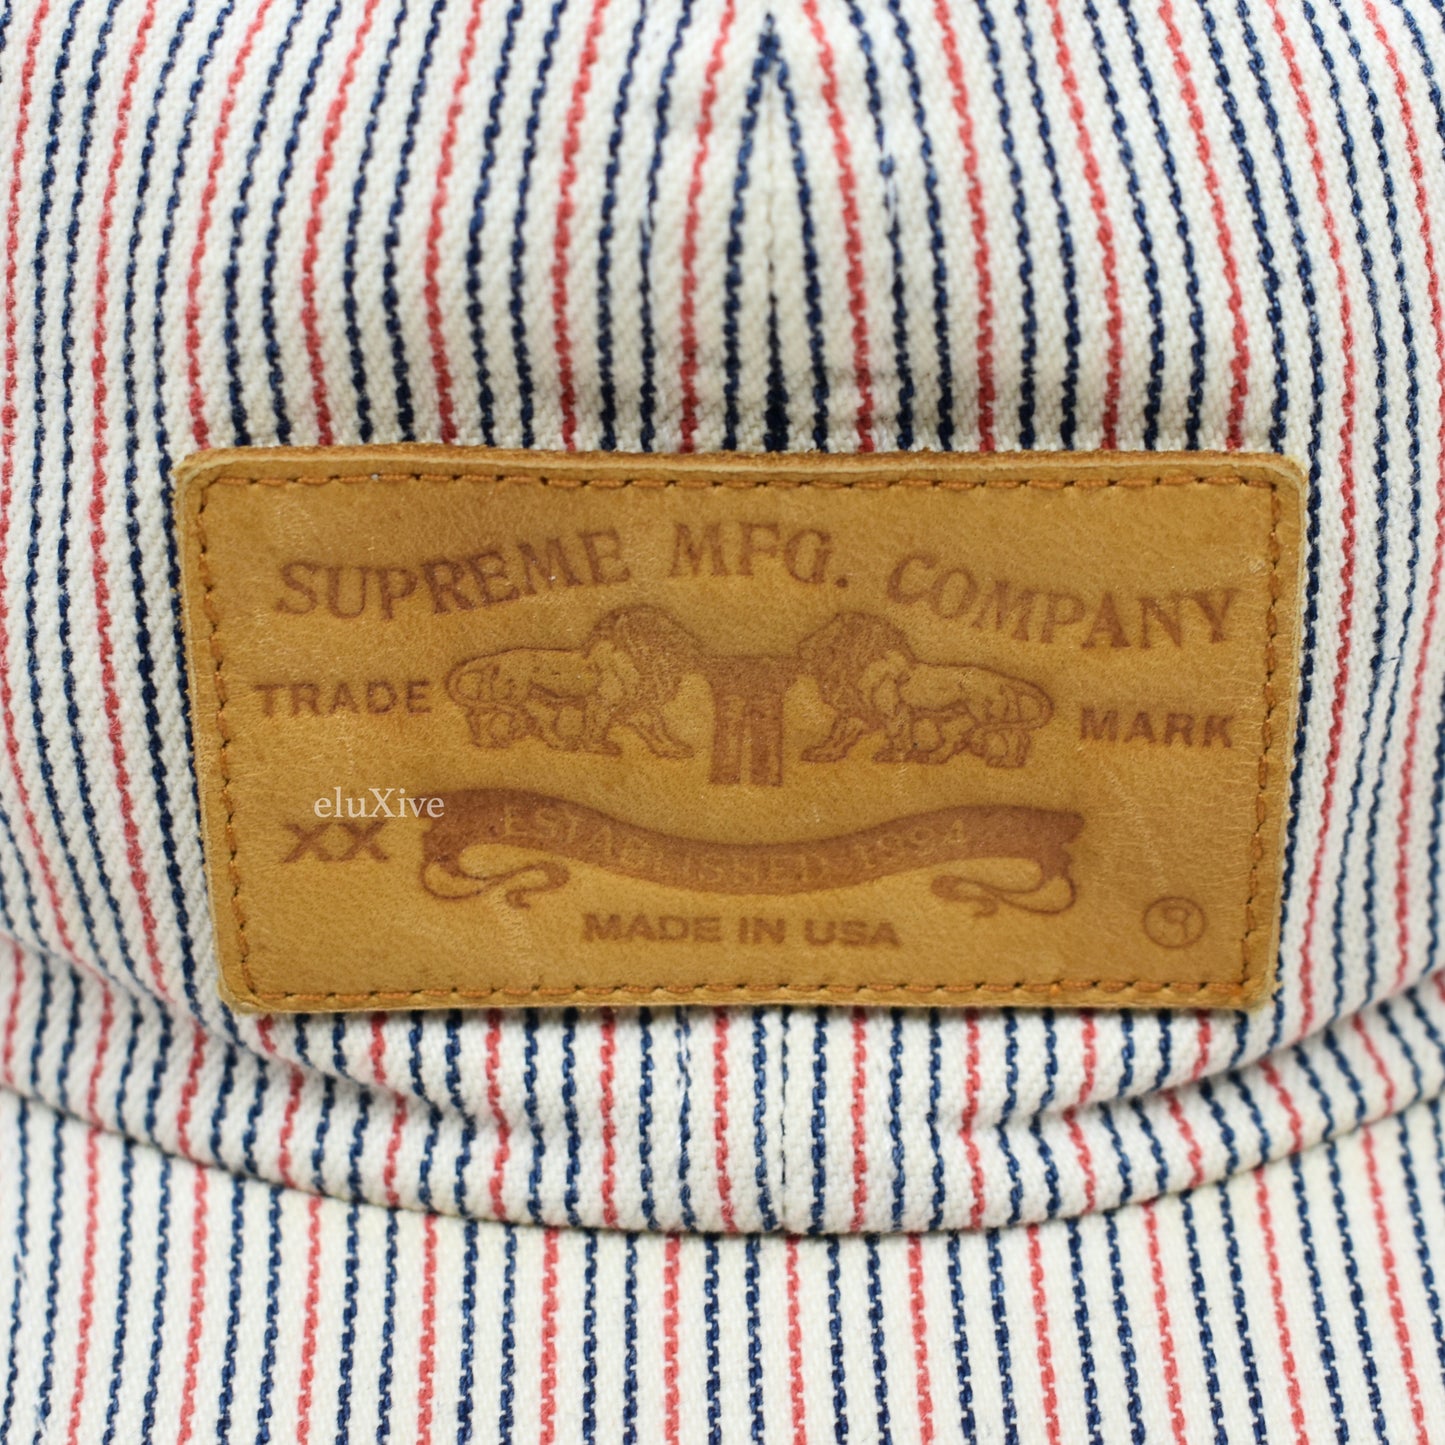 SUPREME MFG. COMPANY
TRADE MARK
eluXive
XX
ESTABLISHED 1994
MADE IN USA